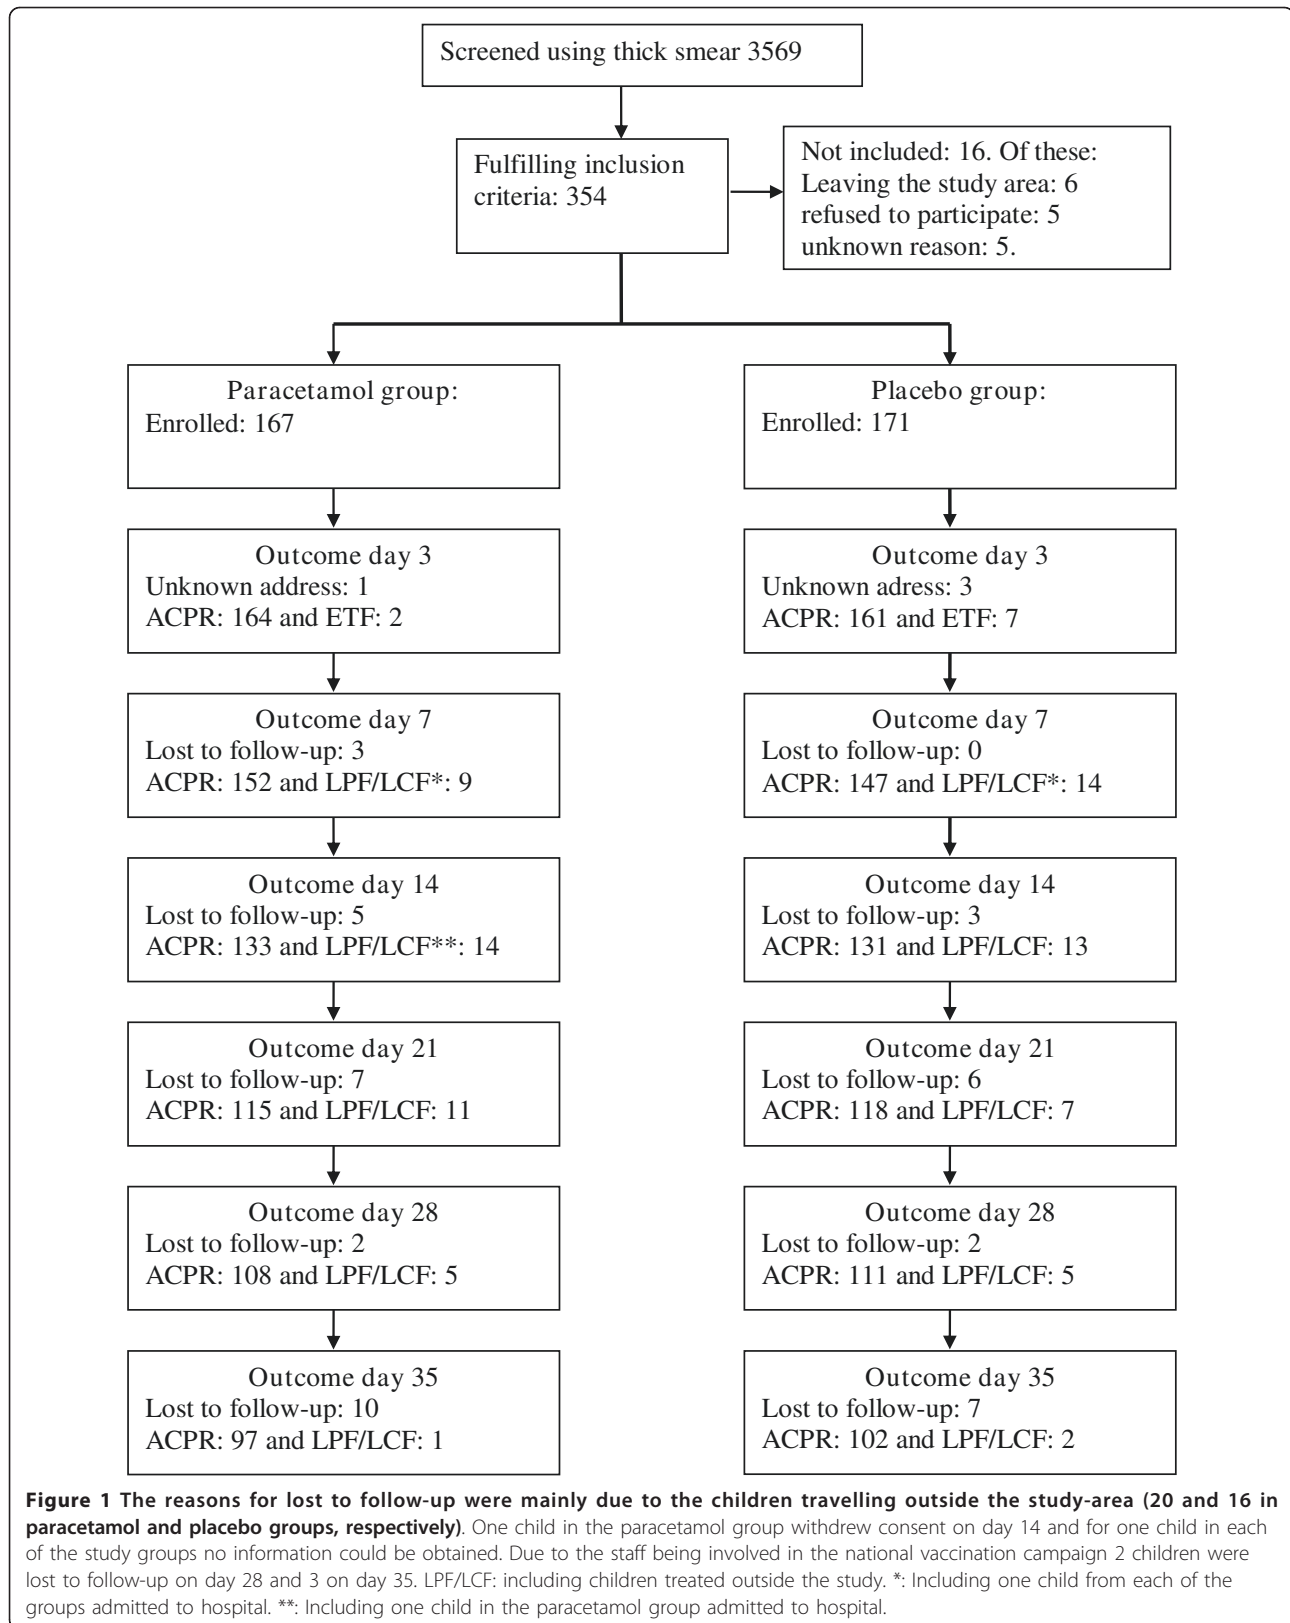 Screened using thick smear 3569
Fulfilling inclusion
criteria: 354
Not included: 16. Of these:
Leaving the study area: 6
refused to participate: 5
unknown reason: 5.
Paracetamol group:
Enrolled: 167
Placebo group:
Enrolled: 171
Outcome day 3
Unknown address: 1
ACPR: 164 and ETF: 2
Outcome day 3
Unknown adress: 3
ACPR: 161 and ETF: 7
Outcome day 7
Lost to follow-up: 3
ACPR: 152 and LPF/LCF*: 9
Outcome day 7
Lost to follow-up: 0
ACPR: 147 and LPF/LCF*: 14
Outcome day 14
Lost to follow-up: 5
ACPR: 133 and LPF/LCF**: 14
Outcome day 14
Lost to follow-up: 3
ACPR: 131 and LPF/LCF: 13
Outcome day 21
Lost to follow-up: 7
ACPR: 115 and LPF/LCF: 11
Outcome day 21
Lost to follow-up: 6
ACPR: 118 and LPF/LCF: 7
Outcome day 28
Lost to follow-up: 2
ACPR: 108 and LPF/LCF: 5
Outcome day 28
Lost to follow-up: 2
ACPR: 111 and LPF/LCF: 5
Outcome day 35
Lost to follow-up: 10
ACPR: 97 and LPF/LCF: 1
Outcome day 35
Lost to follow-up: 7
ACPR: 102 and LPF/LCF: 2
Figure 1 The reasons for lost to follow-up were mainly due to the children travelling outside the study-area (20 and 16 in
paracetamol and placebo groups, respectively). One child in the paracetamol group withdrew consent on day 14 and for one child in each
of the study groups no information could be obtained. Due to the staff being involved in the national vaccination campaign 2 children were
lost to follow-up on day 28 and 3 on day 35. LPF/LCF: including children treated outside the study. *: Including one child from each of the
groups admitted to hospital. **: Including one child in the paracetamol group admitted to hospital.